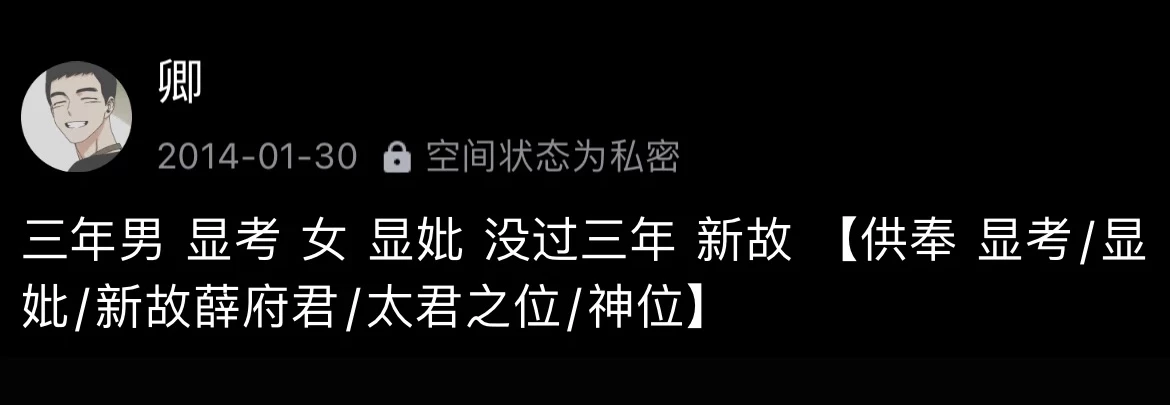 卿
2014-01-30 空间状态为私密
三年男 显考 女 显妣 没过三年 新故 【供奉 显考/显
妣/新故薛府君/太君之位/神位】